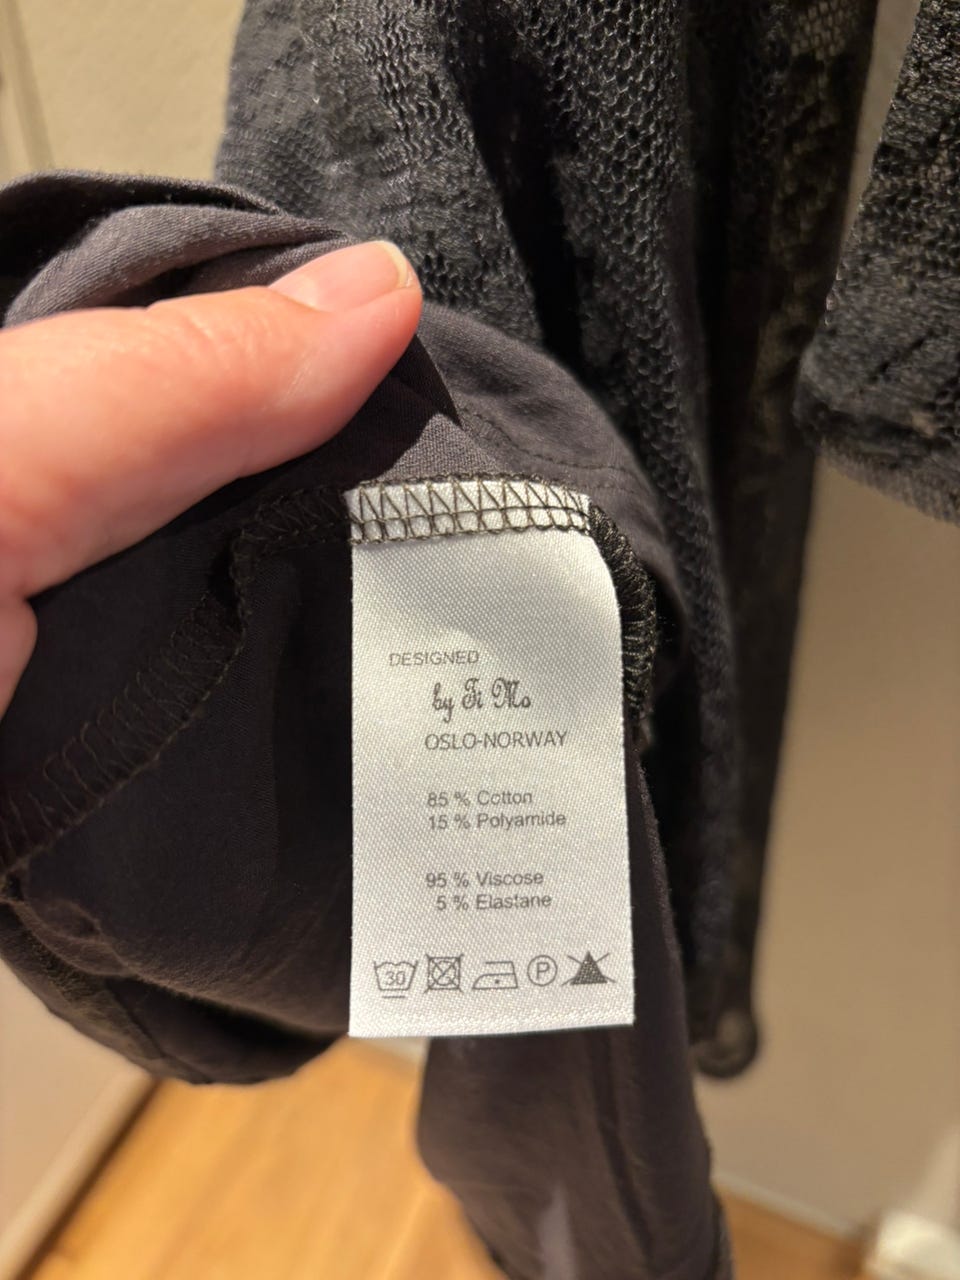 DESIGNED
by Ti Mo
OSLO-NORWAY
85 % Cotton
15 % Polyamide
95 % Viscose
5 % Elastane
30 P